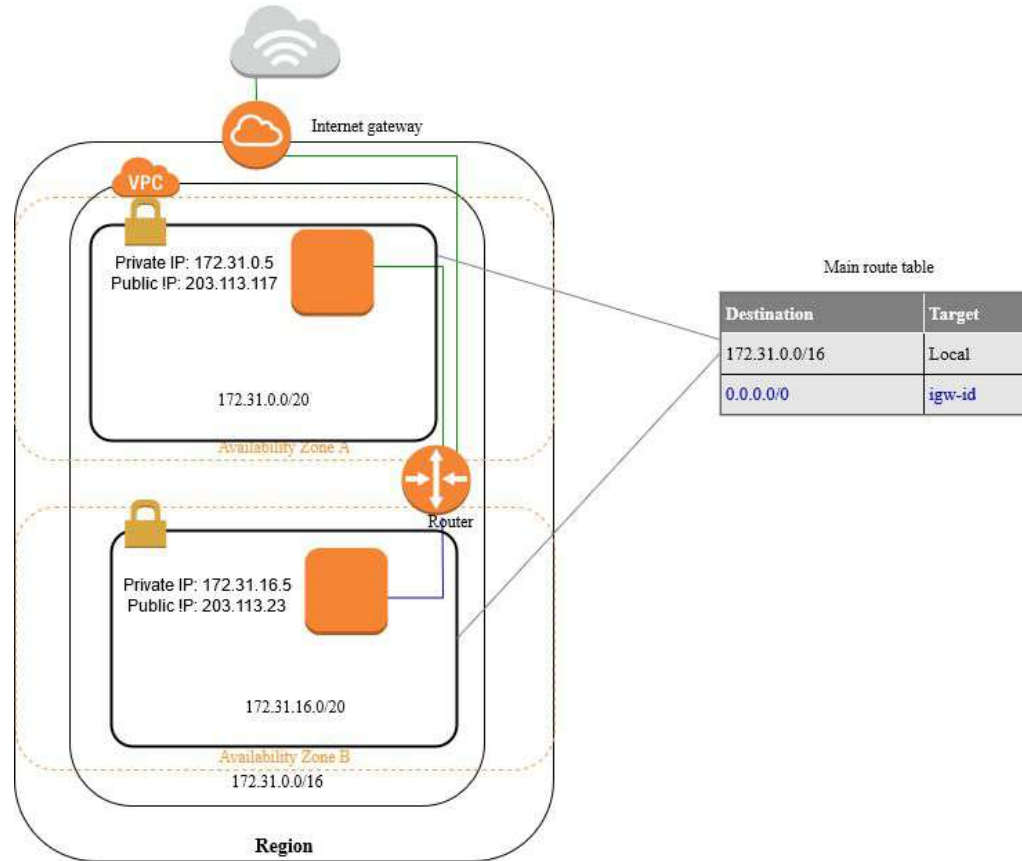 Internet gateway
VPC
Private IP: 172.31.0.5
Public !P: 203.113.117
172.31.0.0/20
Availability Zone A
Router
Private IP: 172.31.16.5
Public !P: 203.113.23
172.31.16.0/20
Availability Zone B
172.31.0.0/16
Region
Main route table
Destination Target
172.31.0.0/16 Local
0.0.0.0/0 igw-id